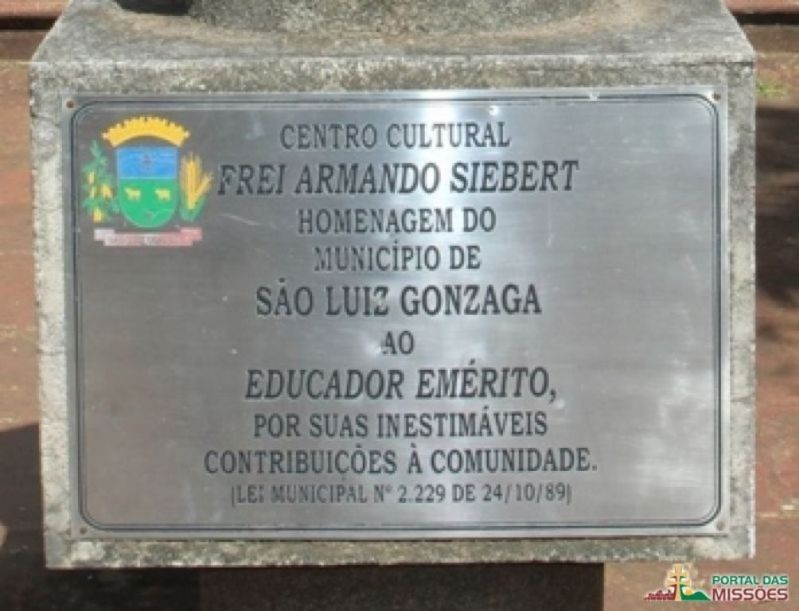 CENTRO CULTURAL
FREI ARMANDO SIEBERT
HOMENAGEM DO
MUNICÍPIO DE
SÃO LUIZ GONZAGA
AO
EDUCADOR EMÉRITO,
POR SUAS INESTIMÁVEIS
CONTRIBUIÇÕES À COMUNIDADE.
(LEI MUNICIPAL Nº 2.229 DE 24/10/89)
PORTAL DAS
MISSÕES